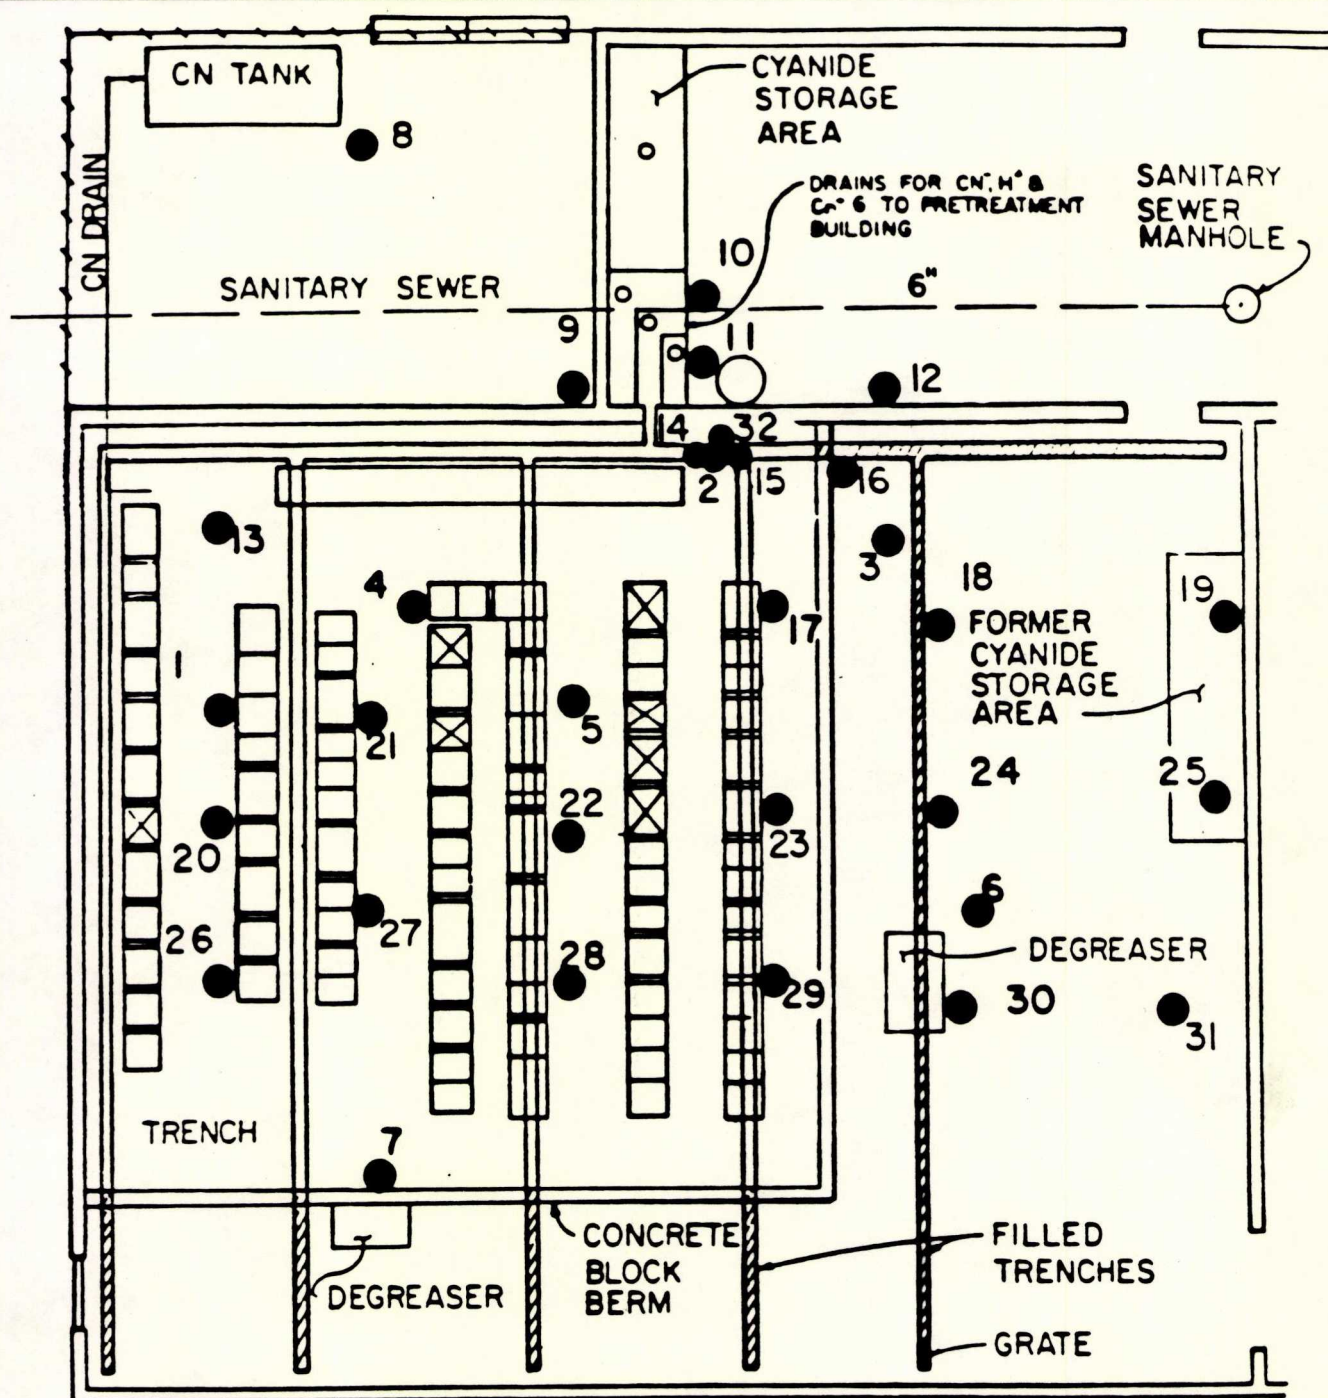 CN TANK
CYANIDE
STORAGE
AREA
8
CN DRAIN
DRAINS FOR CN⁻, H⁺ &
Cr⁺ 6 TO PRETREATMENT
BUILDING
SANITARY
SEWER
MANHOLE
10
SANITARY SEWER
6"
9
11
12
14
32
2
15
16
13
3
4
18
19
17
FORMER
CYANIDE
STORAGE
AREA
1
5
21
24
25
22
20
23
6
26
27
28
DEGREASER
29
30
31
TRENCH
7
CONCRETE
BLOCK
BERM
FILLED
TRENCHES
DEGREASER
GRATE